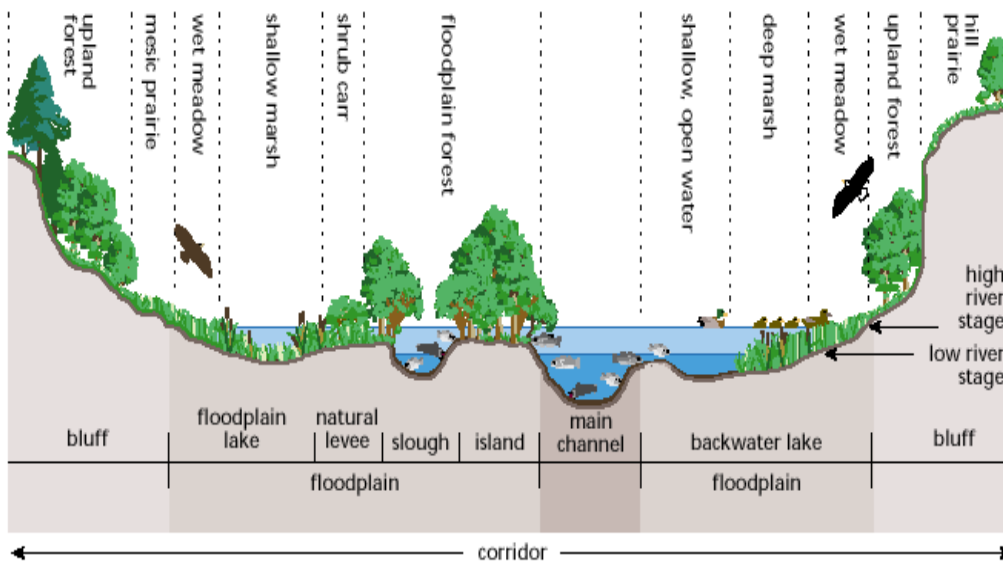 upland
forest
mesic prairie
wet meadow
shallow marsh
shrub carr
floodplain forest
shallow, open water
deep marsh
wet meadow
upland forest
hill
prairie
high
river
stage
low river
stage
bluff
floodplain
lake
natural
levee
slough
island
main
channel
backwater lake
bluff
floodplain
floodplain
corridor